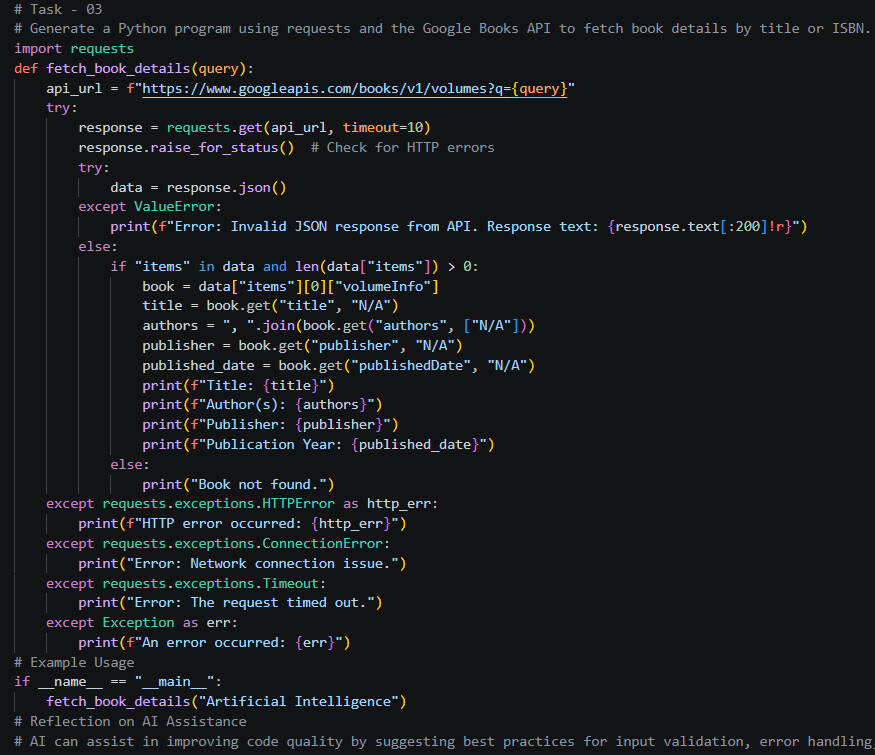 # Task - 03
# Generate a Python program using requests and the Google Books API to fetch book details by title or ISBN.
import requests
def fetch_book_details(query):
    api_url = f"https://www.googleapis.com/books/v1/volumes?q={query}"
    try:
        response = requests.get(api_url, timeout=10)
        response.raise_for_status()  # Check for HTTP errors
        try:
            data = response.json()
        except ValueError:
            print(f"Error: Invalid JSON response from API. Response text: {response.text[:200]!r}")
        else:
            if "items" in data and len(data["items"]) > 0:
                book = data["items"][0]["volumeInfo"]
                title = book.get("title", "N/A")
                authors = ", ".join(book.get("authors", ["N/A"]))
                publisher = book.get("publisher", "N/A")
                published_date = book.get("publishedDate", "N/A")
                print(f"Title: {title}")
                print(f"Author(s): {authors}")
                print(f"Publisher: {publisher}")
                print(f"Publication Year: {published_date}")
            else:
                print("Book not found.")
    except requests.exceptions.HTTPError as http_err:
        print(f"HTTP error occurred: {http_err}")
    except requests.exceptions.ConnectionError:
        print("Error: Network connection issue.")
    except requests.exceptions.Timeout:
        print("Error: The request timed out.")
    except Exception as err:
        print(f"An error occurred: {err}")
# Example Usage
if __name__ == "__main__":
    fetch_book_details("Artificial Intelligence")
# Reflection on AI Assistance
# AI can assist in improving code quality by suggesting best practices for input validation, error handling